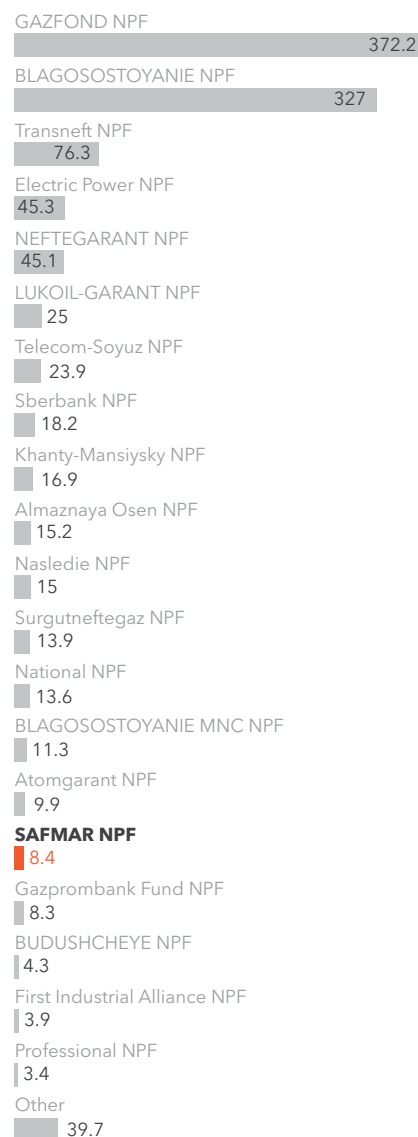 GAZFOND NPF
372.2
BLAGOSOSTOYANIE NPF
327
Transneft NPF
76.3
Electric Power NPF
45.3
NEFTEGARANT NPF
45.1
LUKOIL-GARANT NPF
25
Telecom-Soyuz NPF
23.9
Sberbank NPF
18.2
Khanty-Mansiysky NPF
16.9
Almaznaya Osen NPF
15.2
Nasledie NPF
15
Surgutneftegaz NPF
13.9
National NPF
13.6
BLAGOSOSTOYANIE MNC NPF
11.3
Atomgarant NPF
9.9
SAFMAR NPF
8.4
Gazprombank Fund NPF
8.3
BUDUSHCHEYE NPF
4.3
First Industrial Alliance NPF
3.9
Professional NPF
3.4
Other
39.7